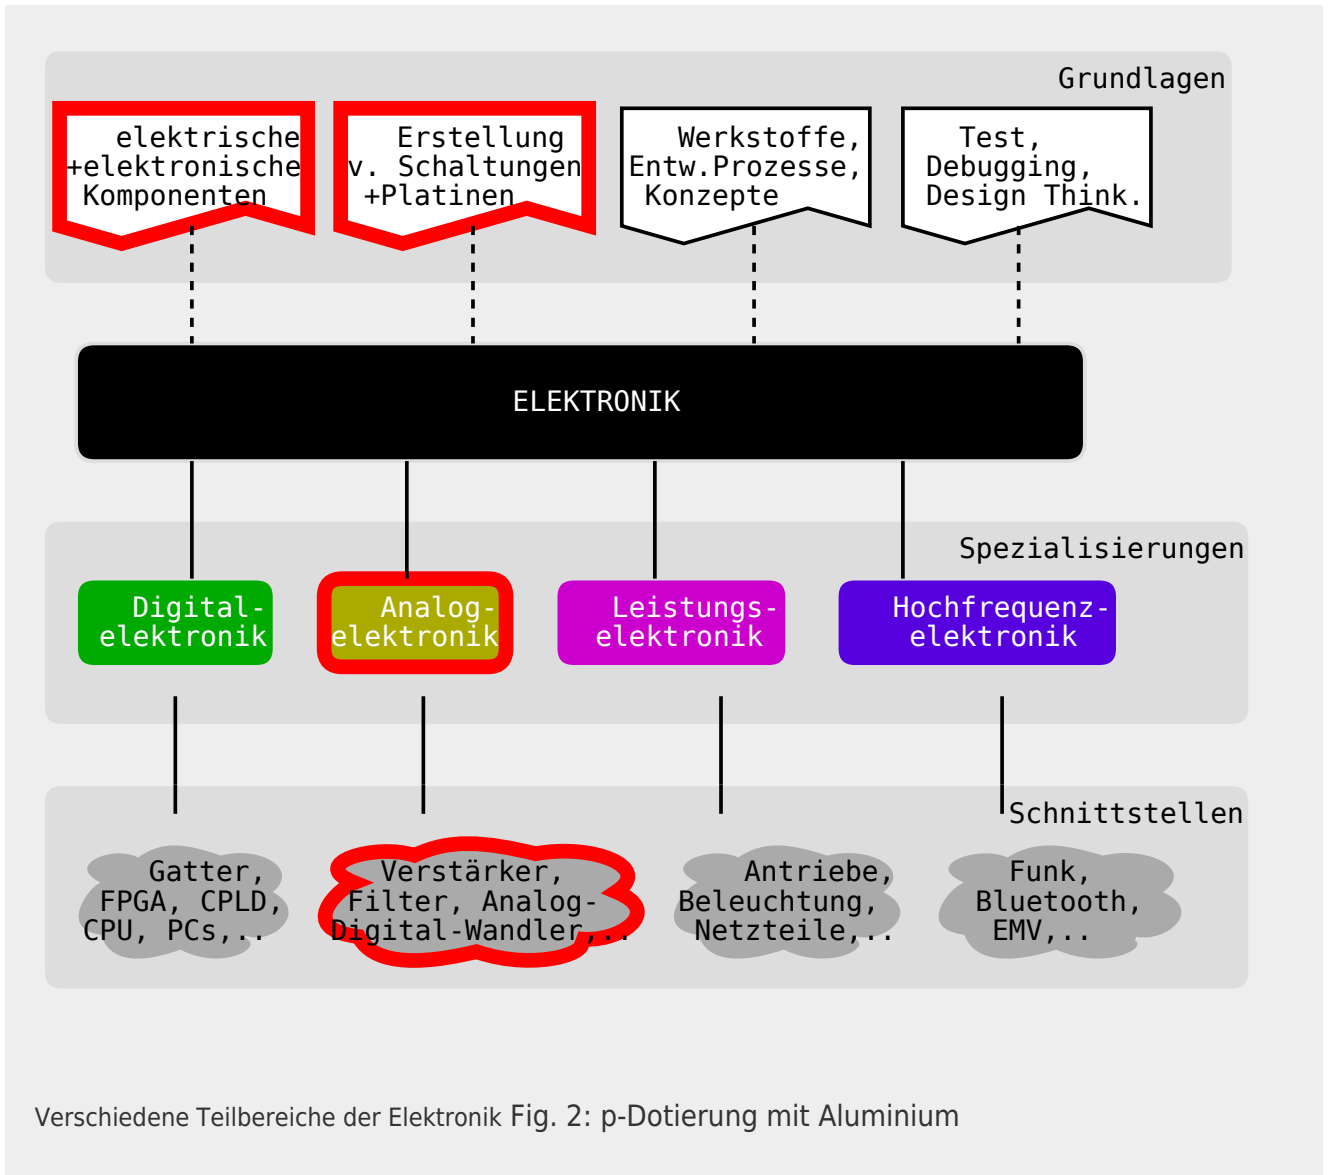 Grundlagen
elektrische
+elektronische
Komponenten
Erstellung
v. Schaltungen
+Platinen
Werkstoffe,
Entw.Prozesse,
Konzepte
Test,
Debugging,
Design Think.
ELEKTRONIK
Spezialisierungen
Digital-
elektronik
Analog-
elektronik
Leistungs-
elektronik
Hochfrequenz-
elektronik
Schnittstellen
Gatter,
FPGA, CPLD,
CPU, PCs,..
Verstärker,
Filter, Analog-
Digital-Wandler,..
Antriebe,
Beleuchtung,
Netzteile,..
Funk,
Bluetooth,
EMV,..
Verschiedene Teilbereiche der Elektronik Fig. 2: p-Dotierung mit Aluminium